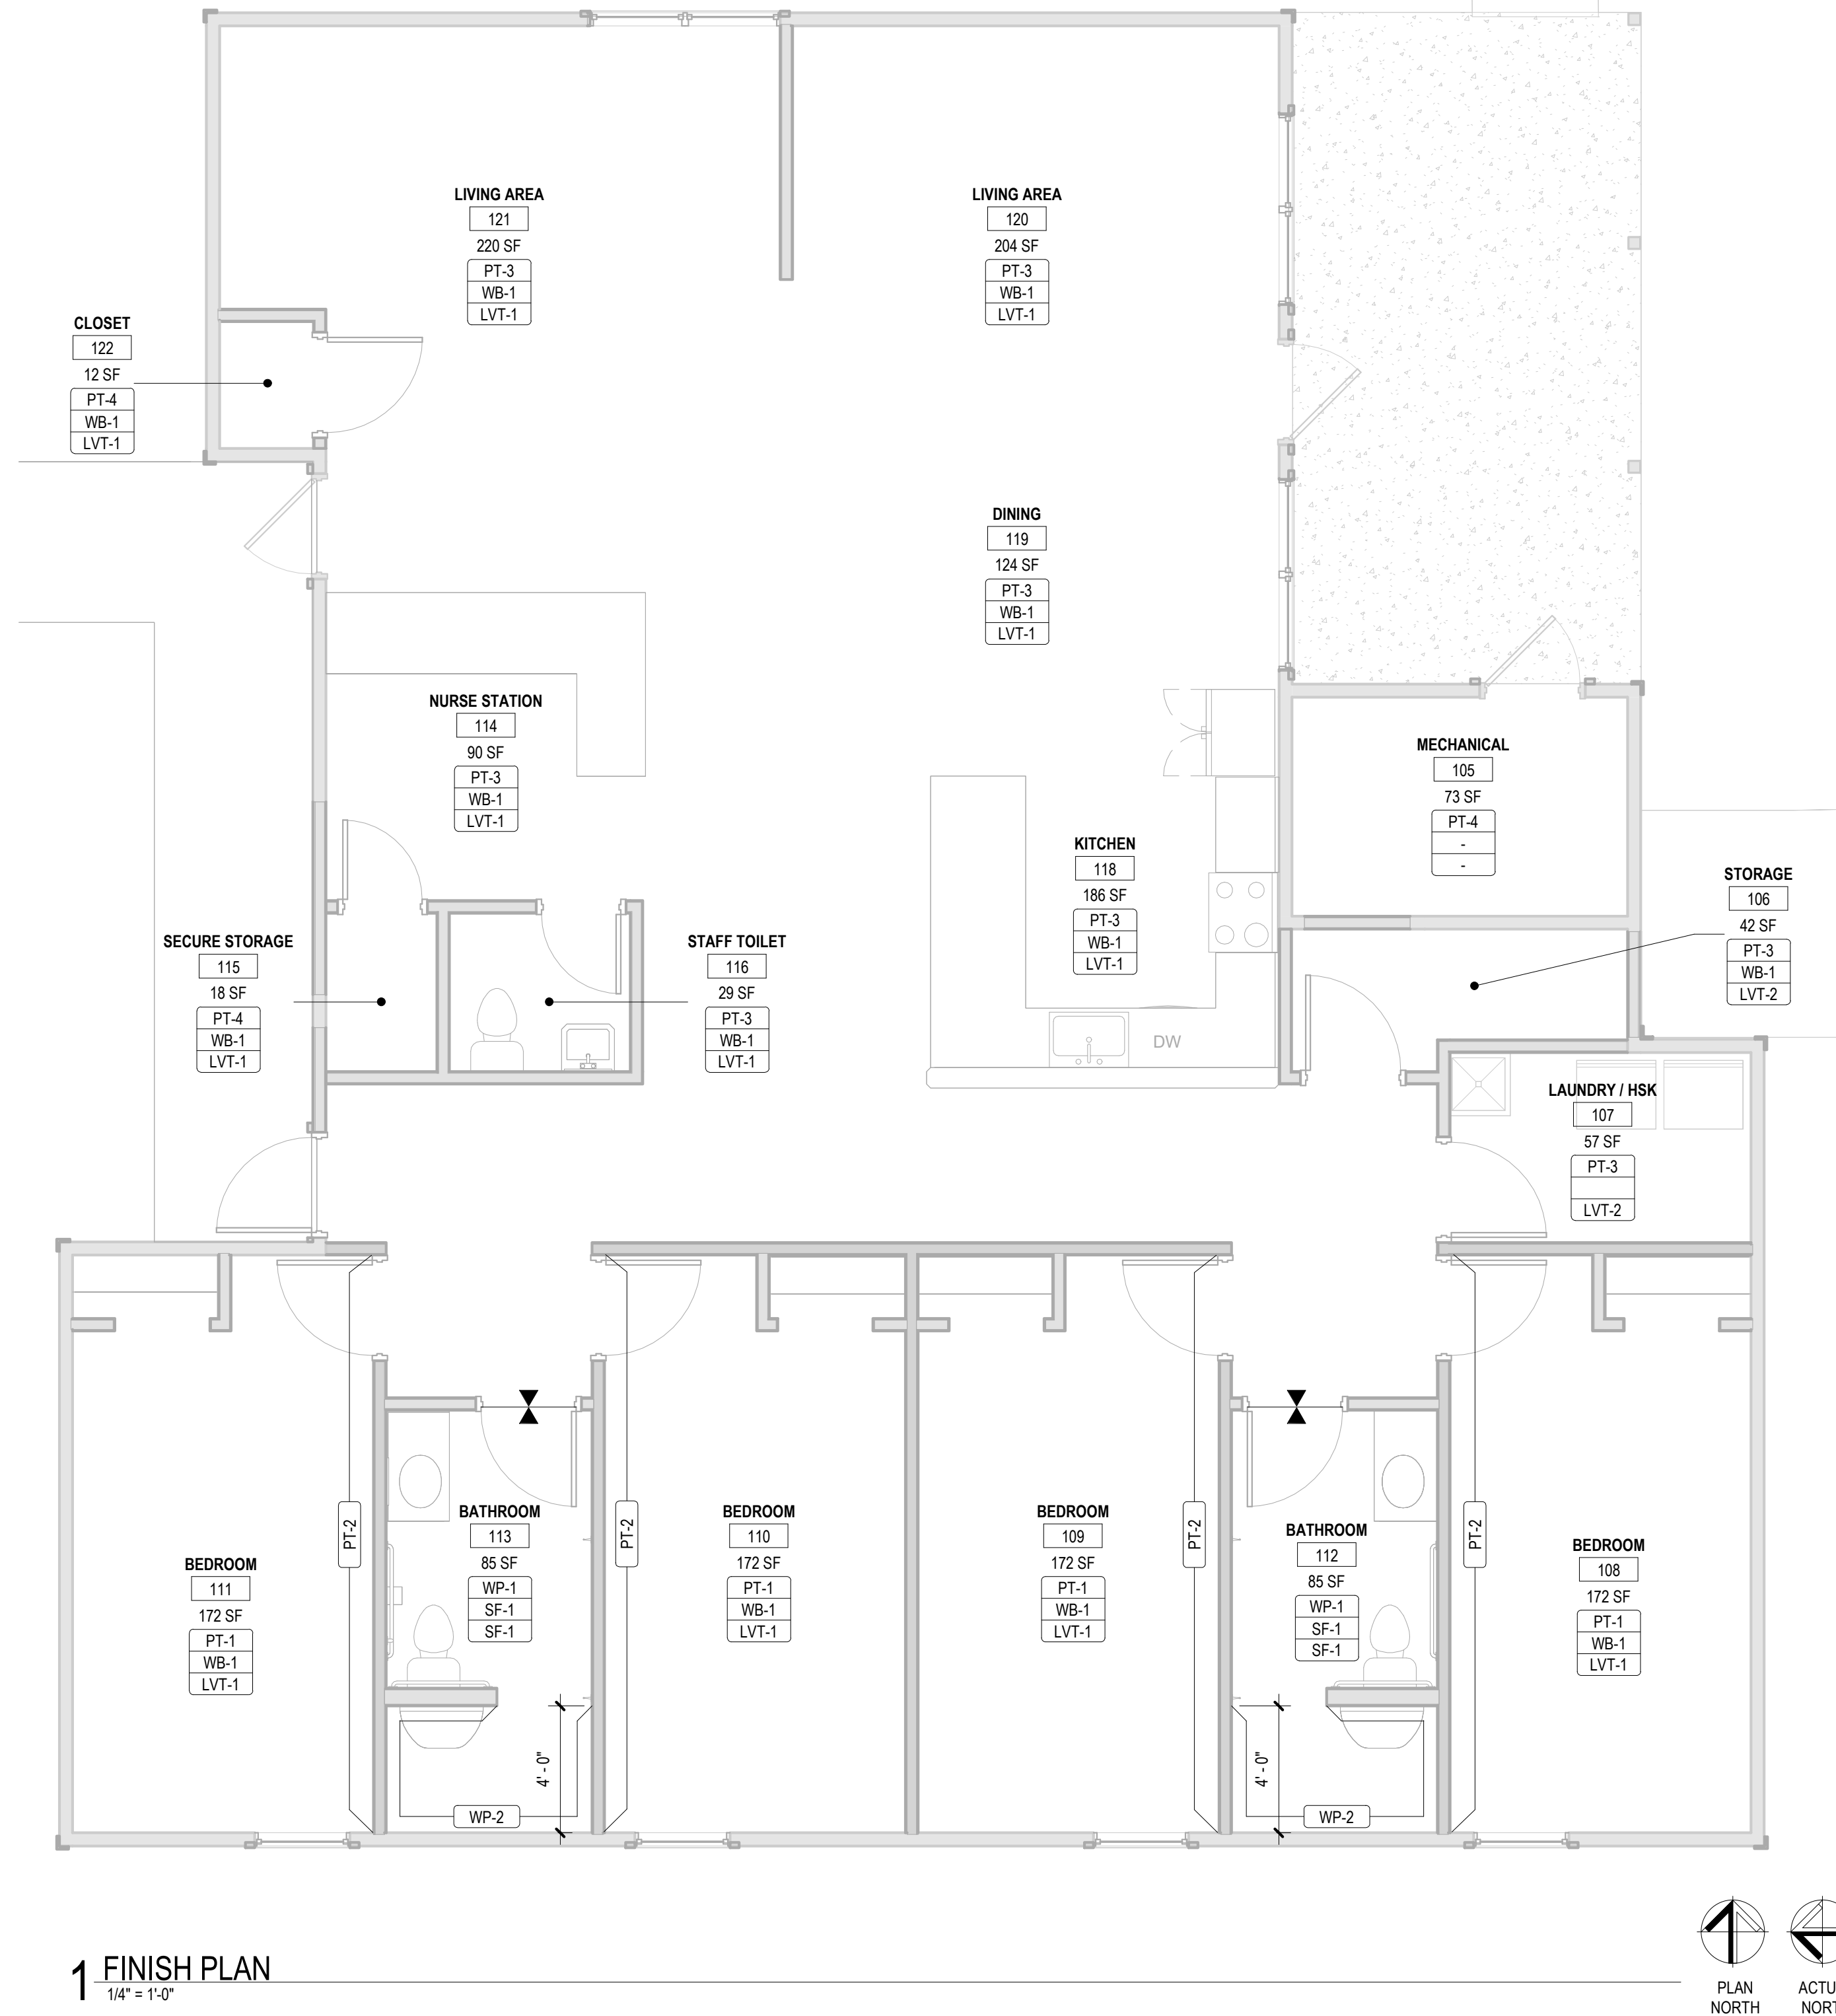 LIVING AREA
121
220 SF
PT-3
WB-1
LVT-1
LIVING AREA
120
204 SF
PT-3
WB-1
LVT-1
CLOSET
122
12 SF
PT-4
WB-1
LVT-1
DINING
119
124 SF
PT-3
WB-1
LVT-1
NURSE STATION
114
90 SF
PT-3
WB-1
LVT-1
MECHANICAL
105
73 SF
PT-4
-
-
KITCHEN
118
186 SF
PT-3
WB-1
LVT-1
STORAGE
106
42 SF
PT-3
WB-1
LVT-2
SECURE STORAGE
115
18 SF
PT-4
WB-1
LVT-1
STAFF TOILET
116
29 SF
PT-3
WB-1
LVT-1
DW
LAUNDRY / HSK
107
57 SF
PT-3
LVT-2
BEDROOM
111
172 SF
PT-1
WB-1
LVT-1
PT-2
BATHROOM
113
85 SF
WP-1
SF-1
SF-1
PT-2
BEDROOM
110
172 SF
PT-1
WB-1
LVT-1
BEDROOM
109
172 SF
PT-1
WB-1
LVT-1
PT-2
BATHROOM
112
85 SF
WP-1
SF-1
SF-1
PT-2
BEDROOM
108
172 SF
PT-1
WB-1
LVT-1
4' - 0"
WP-2
4' - 0"
WP-2
1 FINISH PLAN
1/4" = 1'-0"
PLAN
NORTH
ACTU
NORT